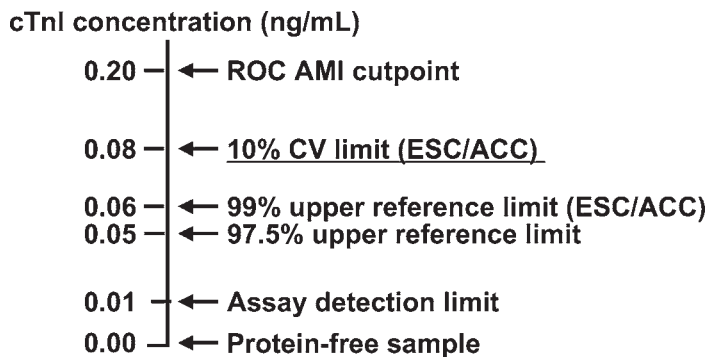 cTnI concentration (ng/mL)
0.20 ROC AMI cutpoint
0.08 10% CV limit (ESC/ACC)
0.06 99% upper reference limit (ESC/ACC)
0.05 97.5% upper reference limit
0.01 Assay detection limit
0.00 Protein-free sample